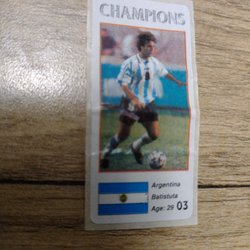 CHAMPIONS
Argentina
Batistuta
Age: 29 03